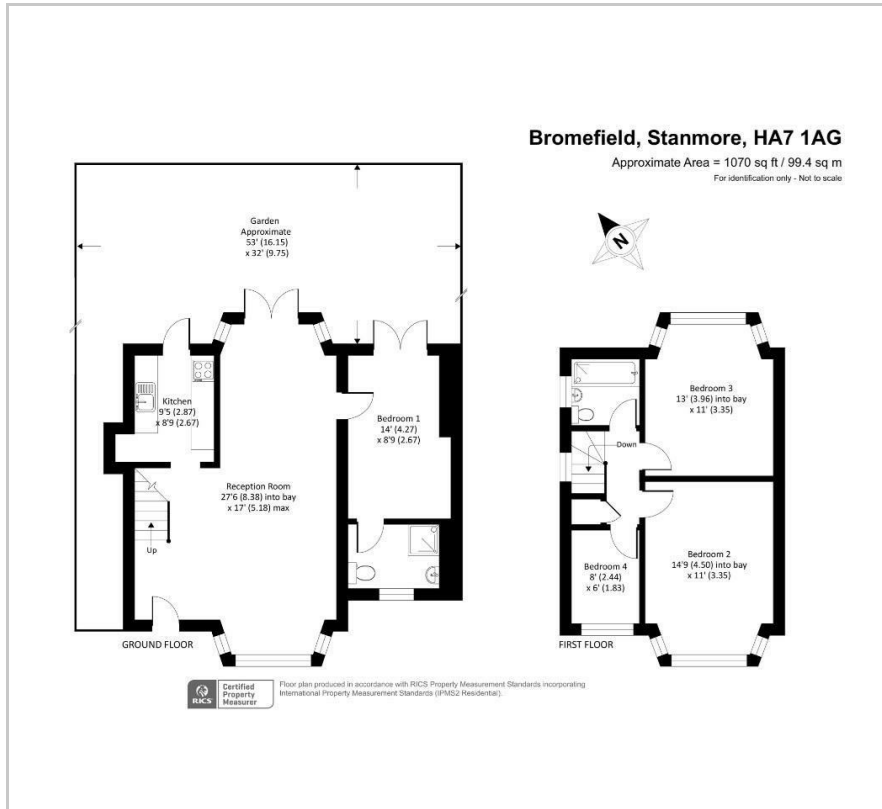 Bromefield, Stanmore, HA7 1AG
Approximate Area = 1070 sq ft / 99.4 sq m
For identification only - Not to scale
N
Garden
Approximate
53' (16.15)
x 32' (9.75)
Kitchen
9'5 (2.87)
x 8'9 (2.67)
Bedroom 1
14' (4.27)
x 8'9 (2.67)
Reception Room
27'6 (8.38) into bay
x 17' (5.18) max
Up
GROUND FLOOR
Bedroom 3
13' (3.96) into bay
x 11' (3.35)
Down
Bedroom 2
14'9 (4.50) into bay
x 11' (3.35)
Bedroom 4
8' (2.44)
x 6' (1.83)
FIRST FLOOR
RICS
Certified
Property
Measurer
Floor plan produced in accordance with RICS Property Measurement Standards incorporating
International Property Measurement Standards (IPMS2 Residential).